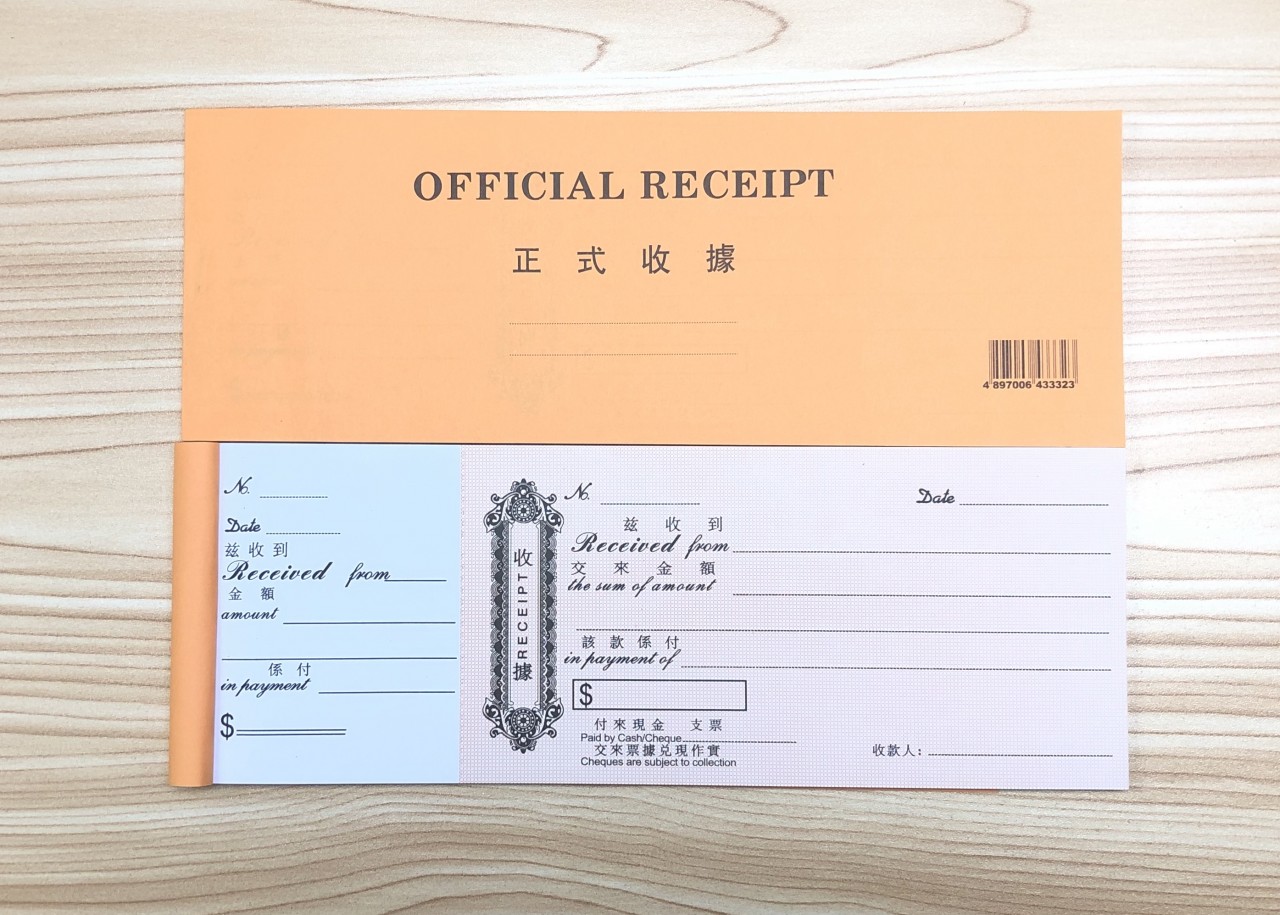 OFFICIAL RECEIPT
正式收據
4 897006 433323
No.
Date
茲收到
Received from
金額
amount
係付
in payment
$
收據 RECEIPT
No. Date
茲收到
Received from
交來金額
the sum of amount
該款係付
in payment of
$
付來現金 支票
Paid by Cash/Cheque
交來票據兌現作實
Cheques are subject to collection
收款人: